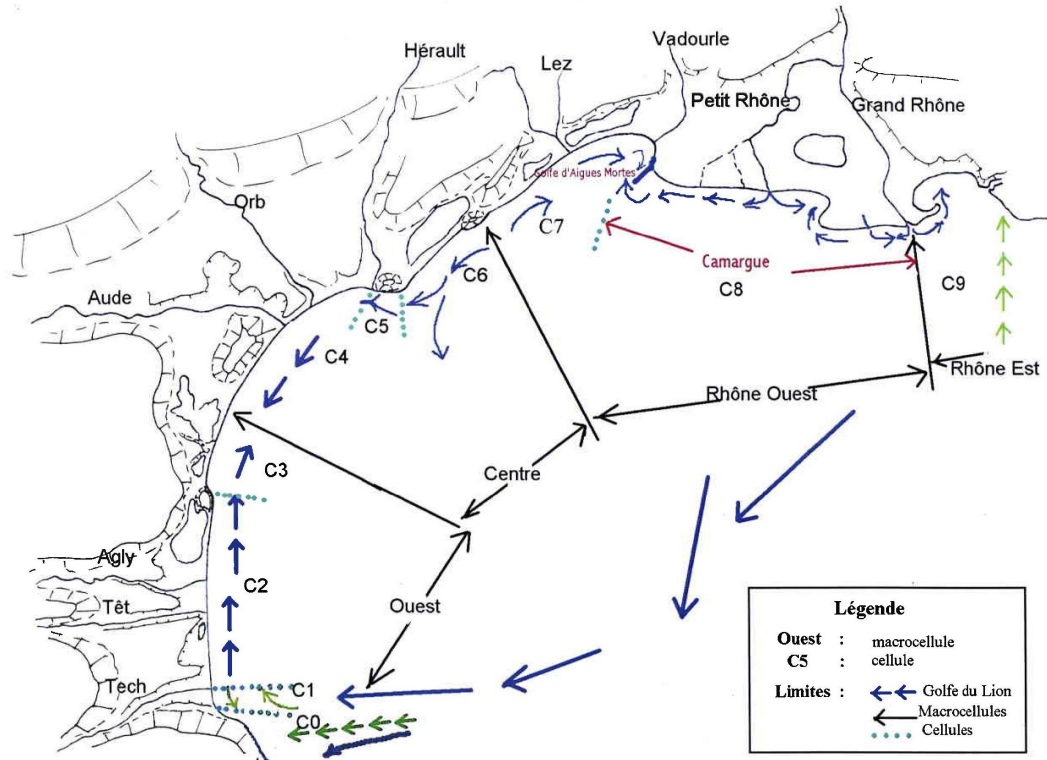 Vadourle
Hérault
Lez
Petit Rhône
Grand Rhône
Golfe d'Aigues Mortes
Orb
C7
Camargue
C6
C8
C9
Aude
C5
C4
Rhône Est
Rhône Ouest
C3
Centre
Agly
C2
Têt
Ouest
Tech
C1
C0
Légende
Ouest : macrocellule
C5 : cellule
Limites : Golfe du Lion
Macrocellules
Cellules